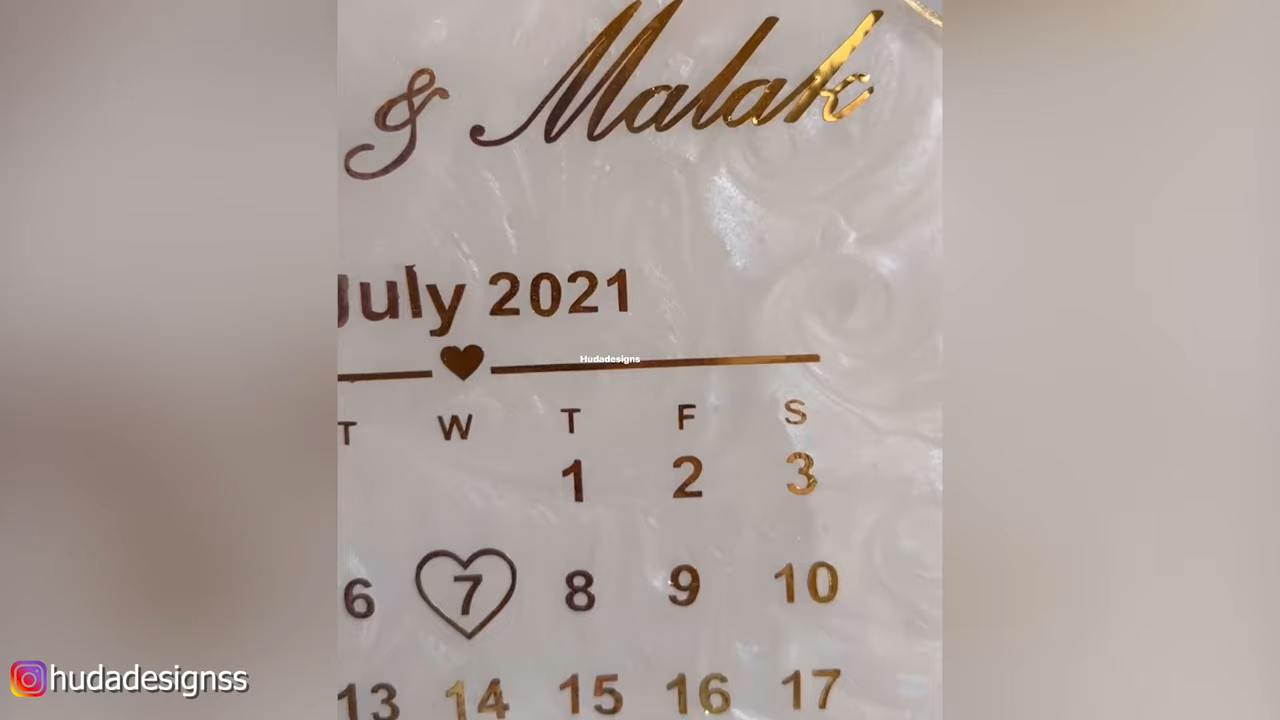 & Malak
July 2021
Hudadesigns
T W T F S
1 2 3
6 7 8 9 10
13 14 15 16 17
hudadesignss